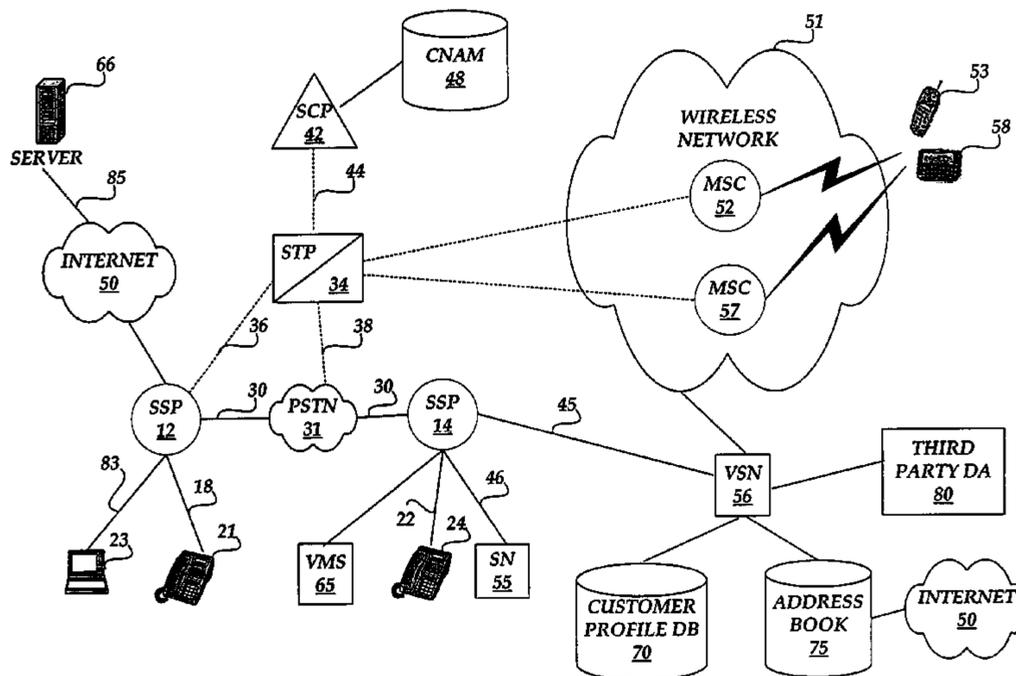 51
CNAM
48
66
53
SCP
42
WIRELESS
NETWORK
58
SERVER
44
MSC
52
85
INTERNET
50
STP
34
MSC
57
36
38
SSP
12
30
PSTN
31
30
SSP
14
45
THIRD
PARTY DA
80
VSN
56
83
18
22
46
23
21
24
VMS
65
SN
55
CUSTOMER
PROFILE DB
70
ADDRESS
BOOK
75
INTERNET
50